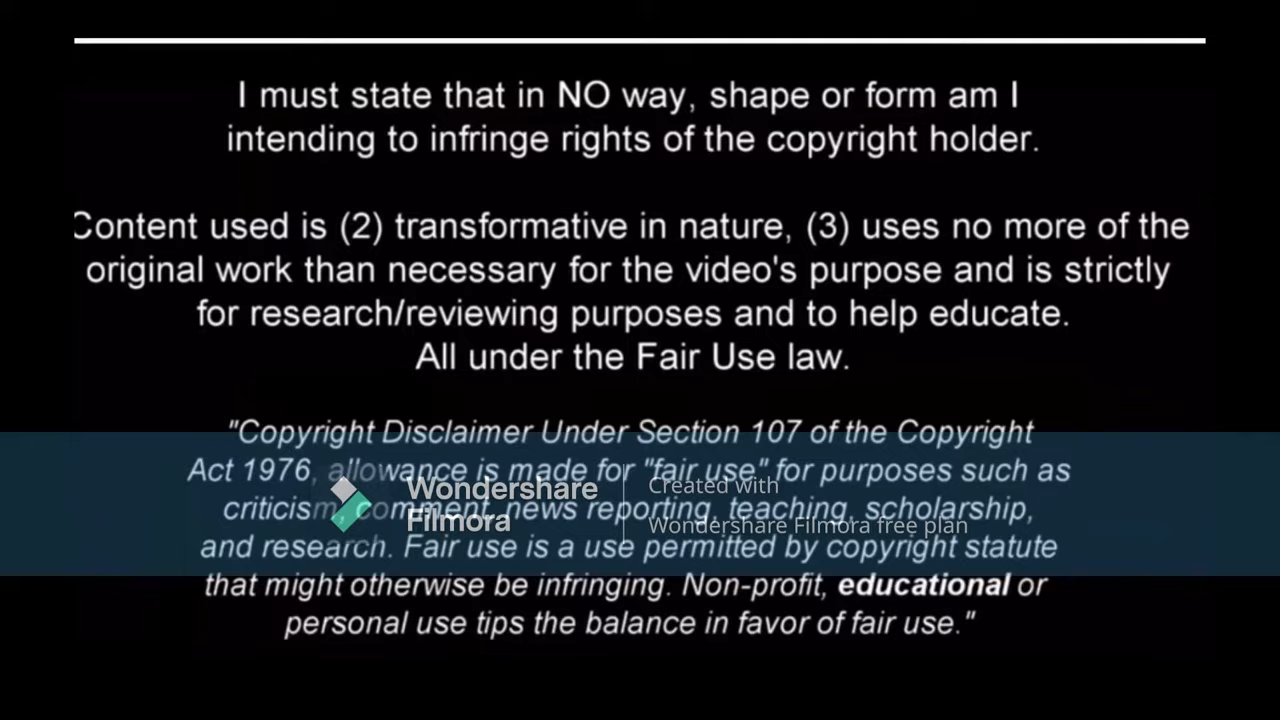 I must state that in NO way, shape or form am I
intending to infringe rights of the copyright holder.
Content used is (2) transformative in nature, (3) uses no more of the
original work than necessary for the video's purpose and is strictly
for research/reviewing purposes and to help educate.
All under the Fair Use law.
"Copyright Disclaimer Under Section 107 of the Copyright
Act 1976, allowance is made for "fair use" for purposes such as
criticism, comment, news reporting, teaching, scholarship,
and research. Fair use is a use permitted by copyright statute
that might otherwise be infringing. Non-profit, educational or
personal use tips the balance in favor of fair use."
Wondershare
Filmora
Created with
Wondershare Filmora free plan